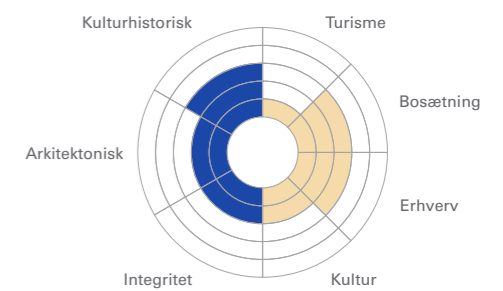 Kulturhistorisk
Turisme
Bosætning
Arkitektonisk
Erhverv
Integritet
Kultur